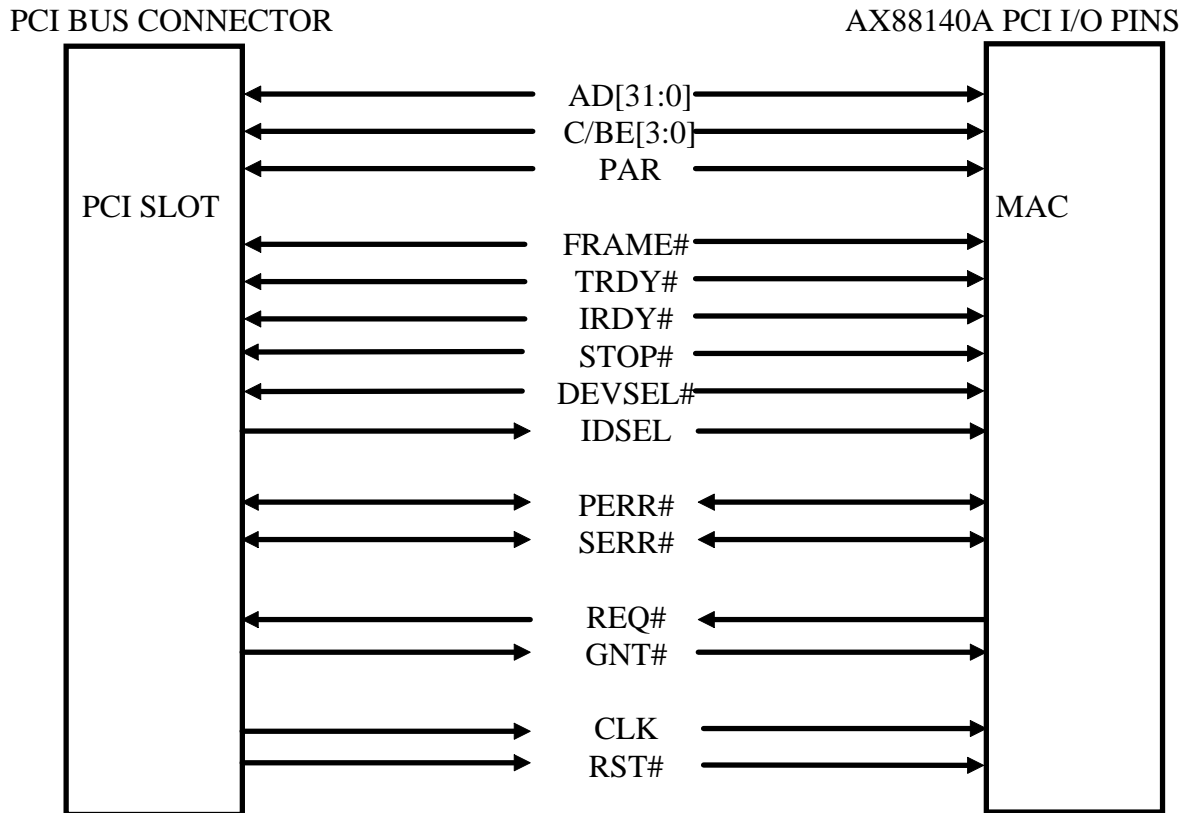 PCI BUS CONNECTOR
AX88140A PCI I/O PINS
AD[31:0]
C/BE[3:0]
PAR
PCI SLOT
MAC
FRAME#
TRDY#
IRDY#
STOP#
DEVSEL#
IDSEL
PERR#
SERR#
REQ#
GNT#
CLK
RST#